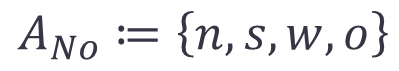 A_{No} := {n, s, w, o}